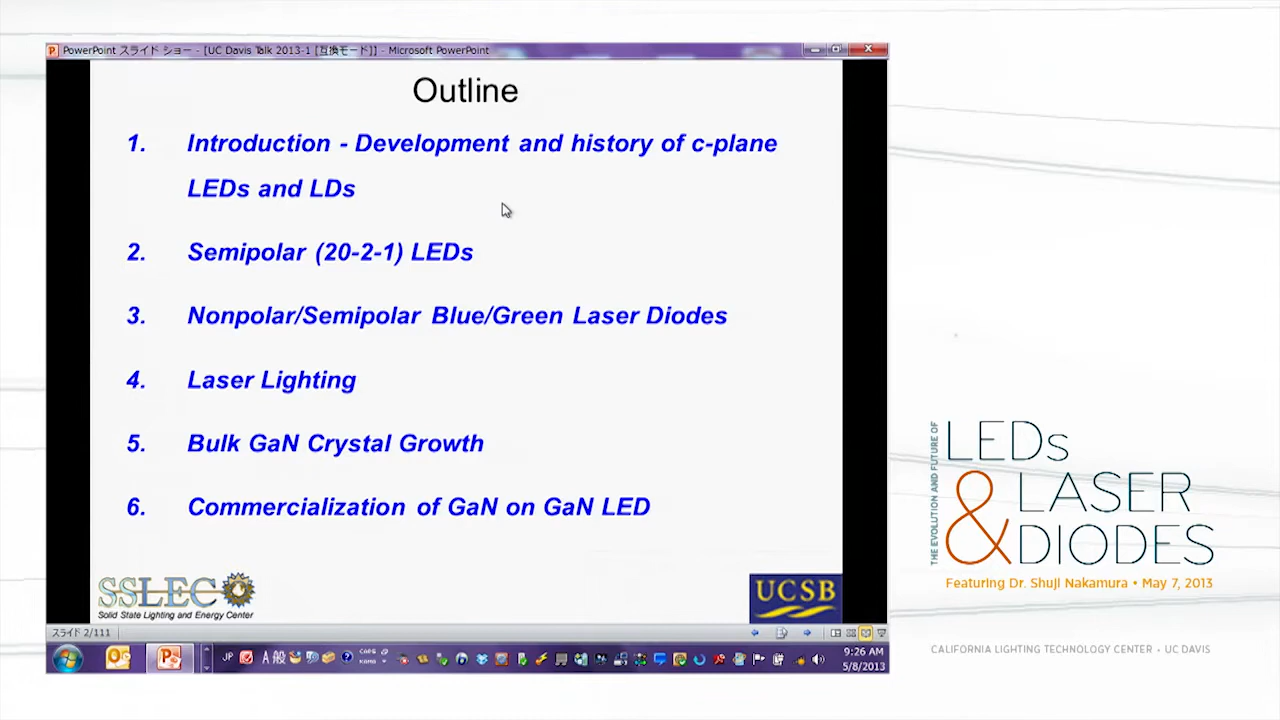 PowerPoint スライド ショー - [UC Davis Talk 2013-1 [互換モード]] - Microsoft PowerPoint
Outline
1. Introduction - Development and history of c-plane
LEDs and LDs
2. Semipolar (20-2-1) LEDs
3. Nonpolar/Semipolar Blue/Green Laser Diodes
4. Laser Lighting
5. Bulk GaN Crystal Growth
6. Commercialization of GaN on GaN LED
SSLEC
Solid State Lighting and Energy Center
UCSB
スライド 2/111
JP
A 般
CAPS
KANA
9:26 AM
5/8/2013
THE EVOLUTION AND FUTURE OF
LEDs
& LASER
DIODES
Featuring Dr. Shuji Nakamura • May 7, 2013
CALIFORNIA LIGHTING TECHNOLOGY CENTER • UC DAVIS